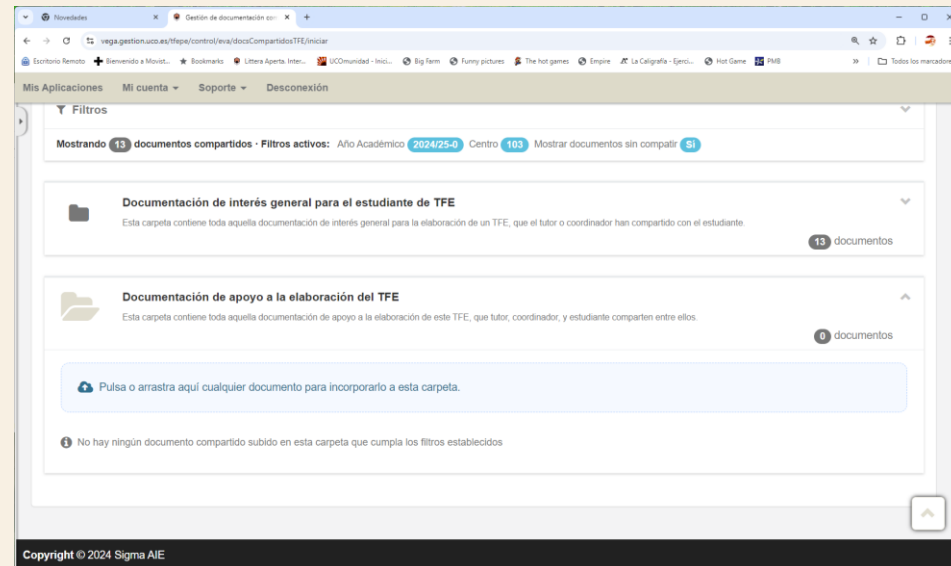 Novedades
Gestión de documentación con
vega.gestion.uco.es/tfepe/control/eva/docsCompartidosTFE/iniciar
Escritorio Remoto Bienvenido a Movist... Bookmarks Littera Aperta. Inter... UCOmunidad - Inici... Big Farm Funny pictures The hot games Empire La Caligrafía - Ejerci... Hot Game PMB » Todos los marcadores
Mis Aplicaciones Mi cuenta Soporte Desconexión
Filtros
Mostrando 13 documentos compartidos · Filtros activos: Año Académico 2024/25-0 Centro 103 Mostrar documentos sin compatir Si
Documentación de interés general para el estudiante de TFE
Esta carpeta contiene toda aquella documentación de interés general para la elaboración de un TFE, que el tutor o coordinador han compartido con el estudiante.
13 documentos
Documentación de apoyo a la elaboración del TFE
Esta carpeta contiene toda aquella documentación de apoyo a la elaboración de este TFE, que tutor, coordinador, y estudiante comparten entre ellos.
0 documentos
Pulsa o arrastra aquí cualquier documento para incorporarlo a esta carpeta.
No hay ningún documento compartido subido en esta carpeta que cumpla los filtros establecidos
Copyright © 2024 Sigma AIE